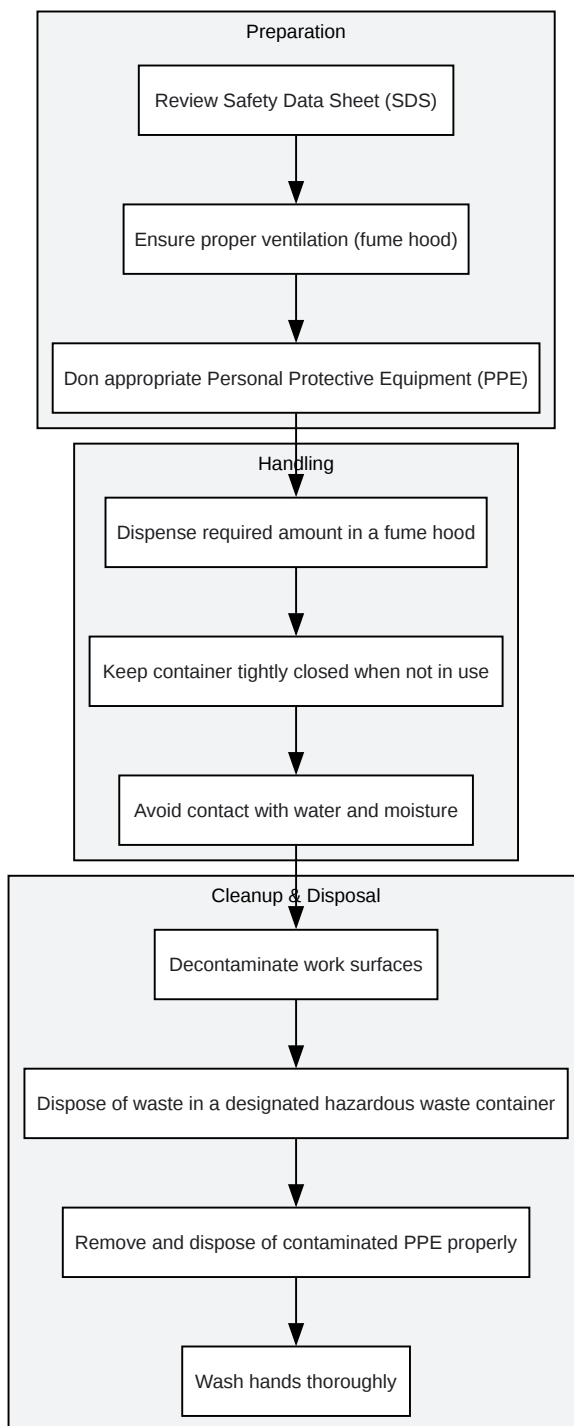 Preparation
Review Safety Data Sheet (SDS)
Ensure proper ventilation (fume hood)
Don appropriate Personal Protective Equipment (PPE)
Handling
Dispense required amount in a fume hood
Keep container tightly closed when not in use
Avoid contact with water and moisture
Cleanup & Disposal
Decontaminate work surfaces
Dispose of waste in a designated hazardous waste container
Remove and dispose of contaminated PPE properly
Wash hands thoroughly